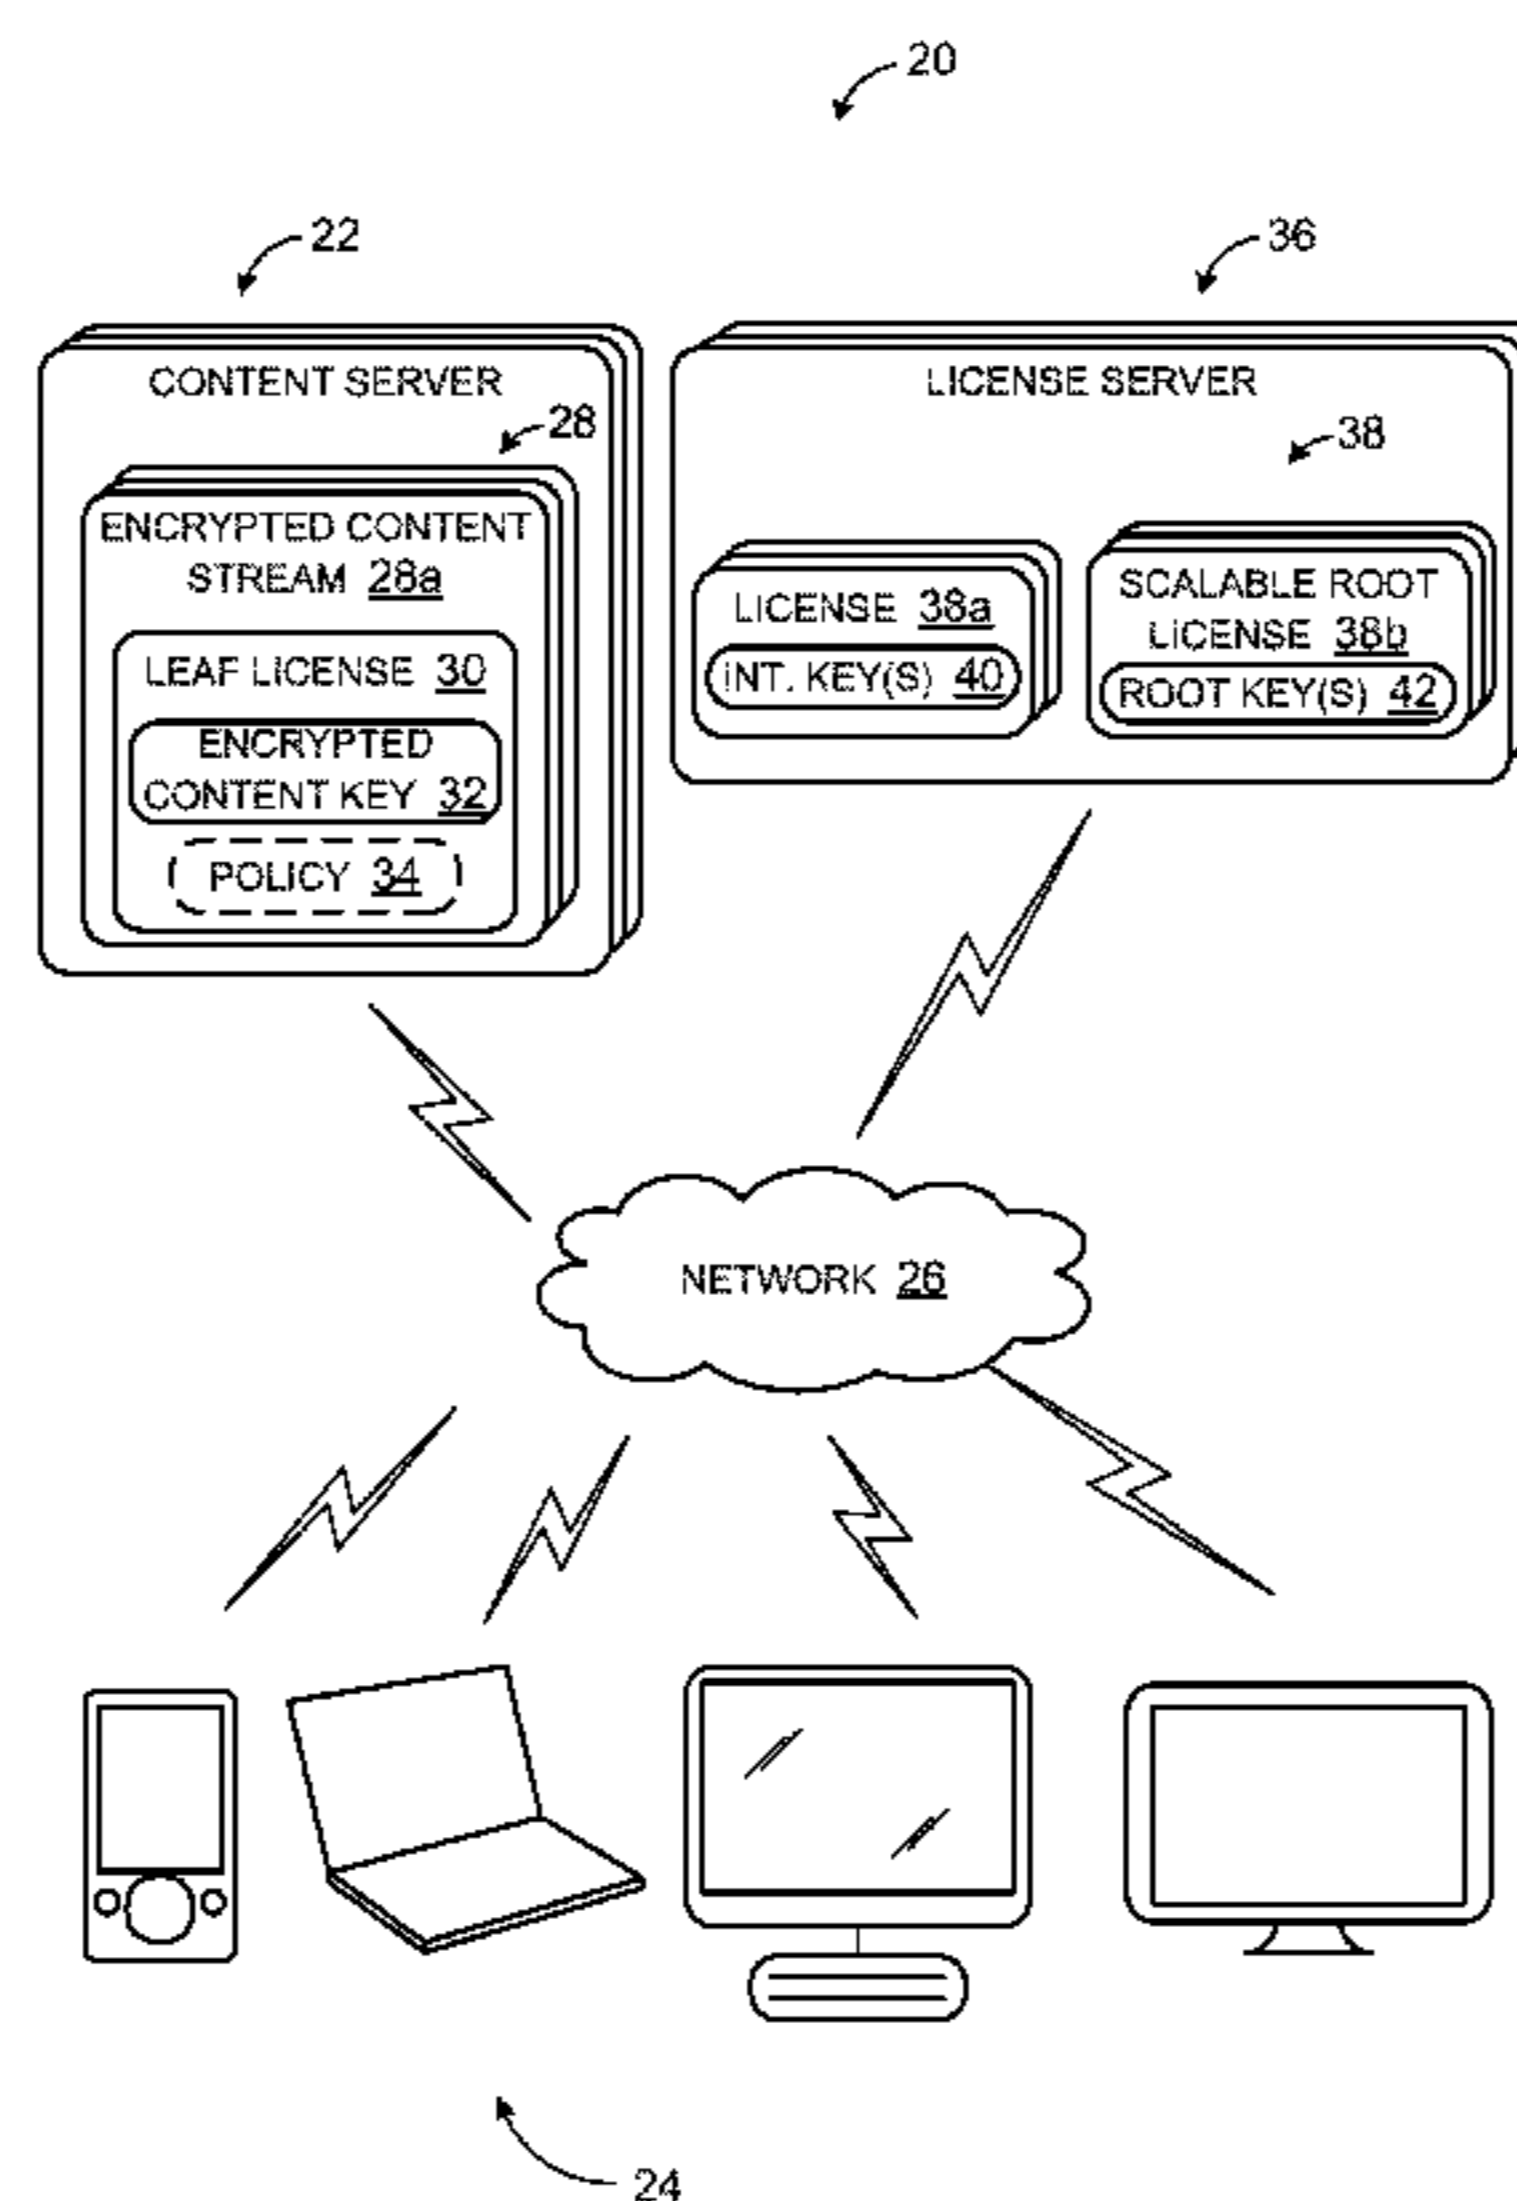 20
22
36
CONTENT SERVER
28
ENCRYPTED CONTENT
STREAM 28a
LEAF LICENSE 30
ENCRYPTED
CONTENT KEY 32
POLICY 34
LICENSE SERVER
38
LICENSE 38a
INT. KEY(S) 40
SCALABLE ROOT
LICENSE 38b
ROOT KEY(S) 42
NETWORK 26
24